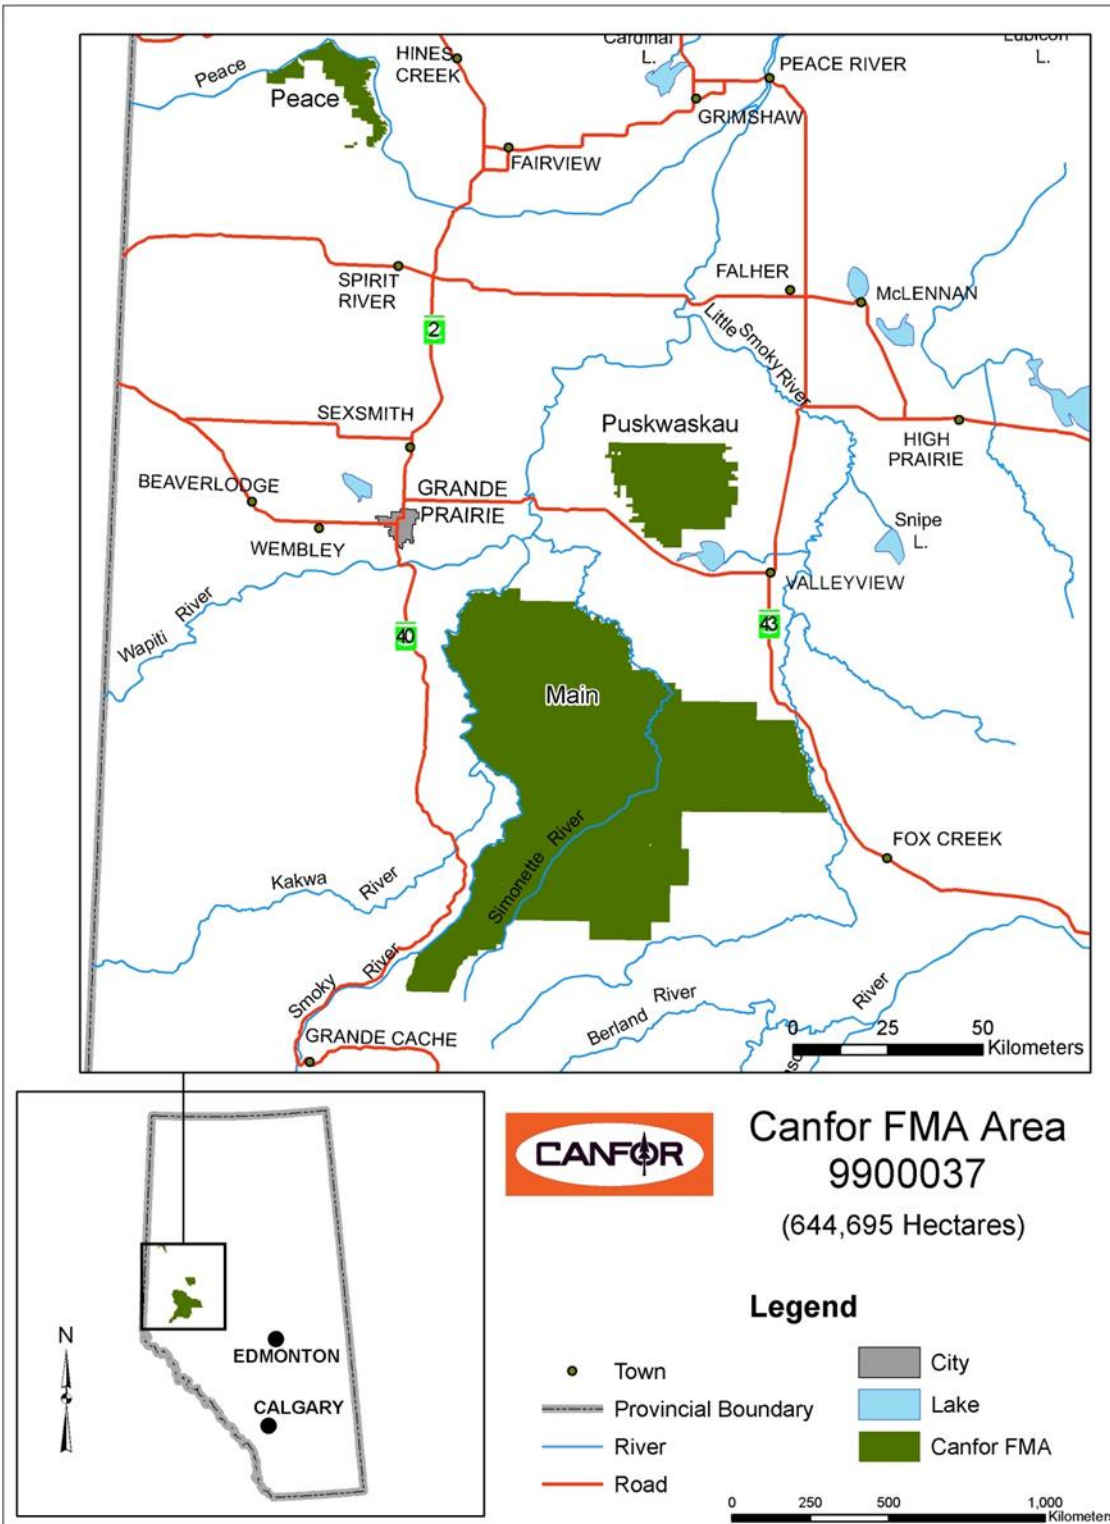 Cardinal
L.
Lubicon
L.
HINES
CREEK
Peace
Peace
PEACE RIVER
GRIMSHAW
FAIRVIEW
SPIRIT
RIVER
FALHER
McLENNAN
2
Little Smoky River
SEXSMITH
Puskwaskau
HIGH
PRAIRIE
BEAVERLODGE
GRANDE
PRAIRIE
WEMBLEY
Snipe
L.
VALLEYVIEW
Wapiti River
40
43
Main
FOX CREEK
Simonette River
Kakwa River
Smoky River
Berland River
River
GRANDE CACHE
0 25 50
Kilometers
CANFOR
Canfor FMA Area
9900037
(644,695 Hectares)
Legend
Town
Provincial Boundary
River
Road
City
Lake
Canfor FMA
N
EDMONTON
CALGARY
0 250 500 1,000
Kilometers